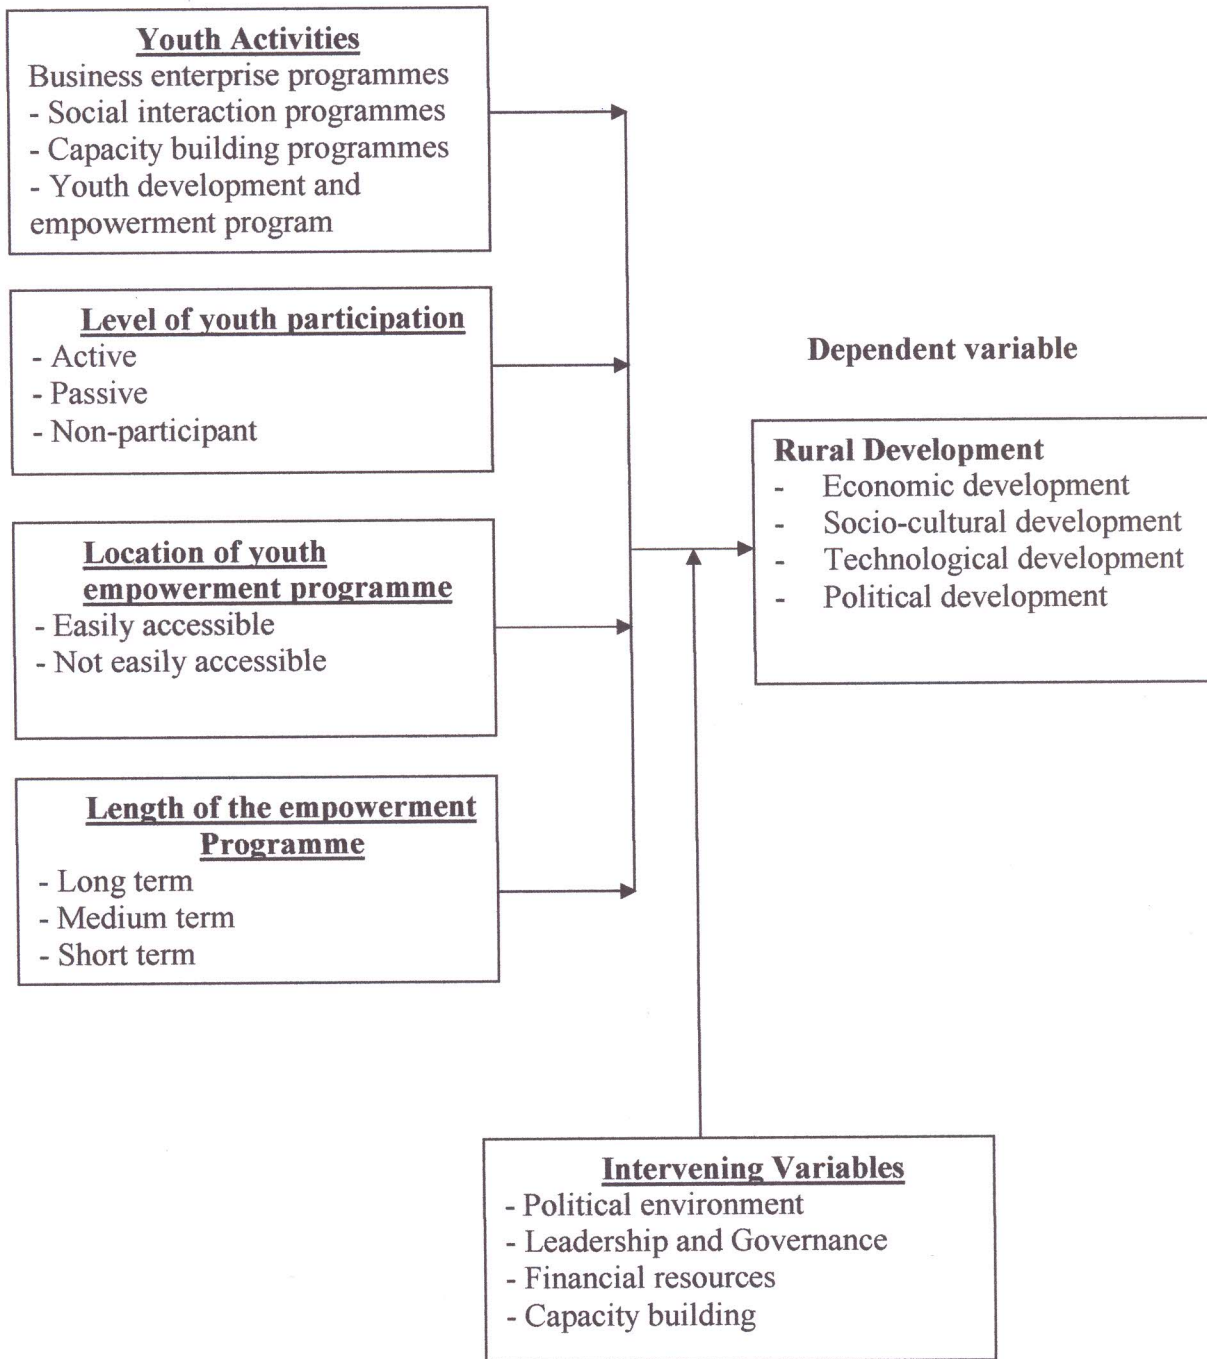 Youth Activities
Business enterprise programmes
- Social interaction programmes
- Capacity building programmes
- Youth development and
empowerment program
Level of youth participation
- Active
- Passive
- Non-participant
Location of youth
empowerment programme
- Easily accessible
- Not easily accessible
Length of the empowerment
Programme
- Long term
- Medium term
- Short term
Dependent variable
Rural Development
- Economic development
- Socio-cultural development
- Technological development
- Political development
Intervening Variables
- Political environment
- Leadership and Governance
- Financial resources
- Capacity building